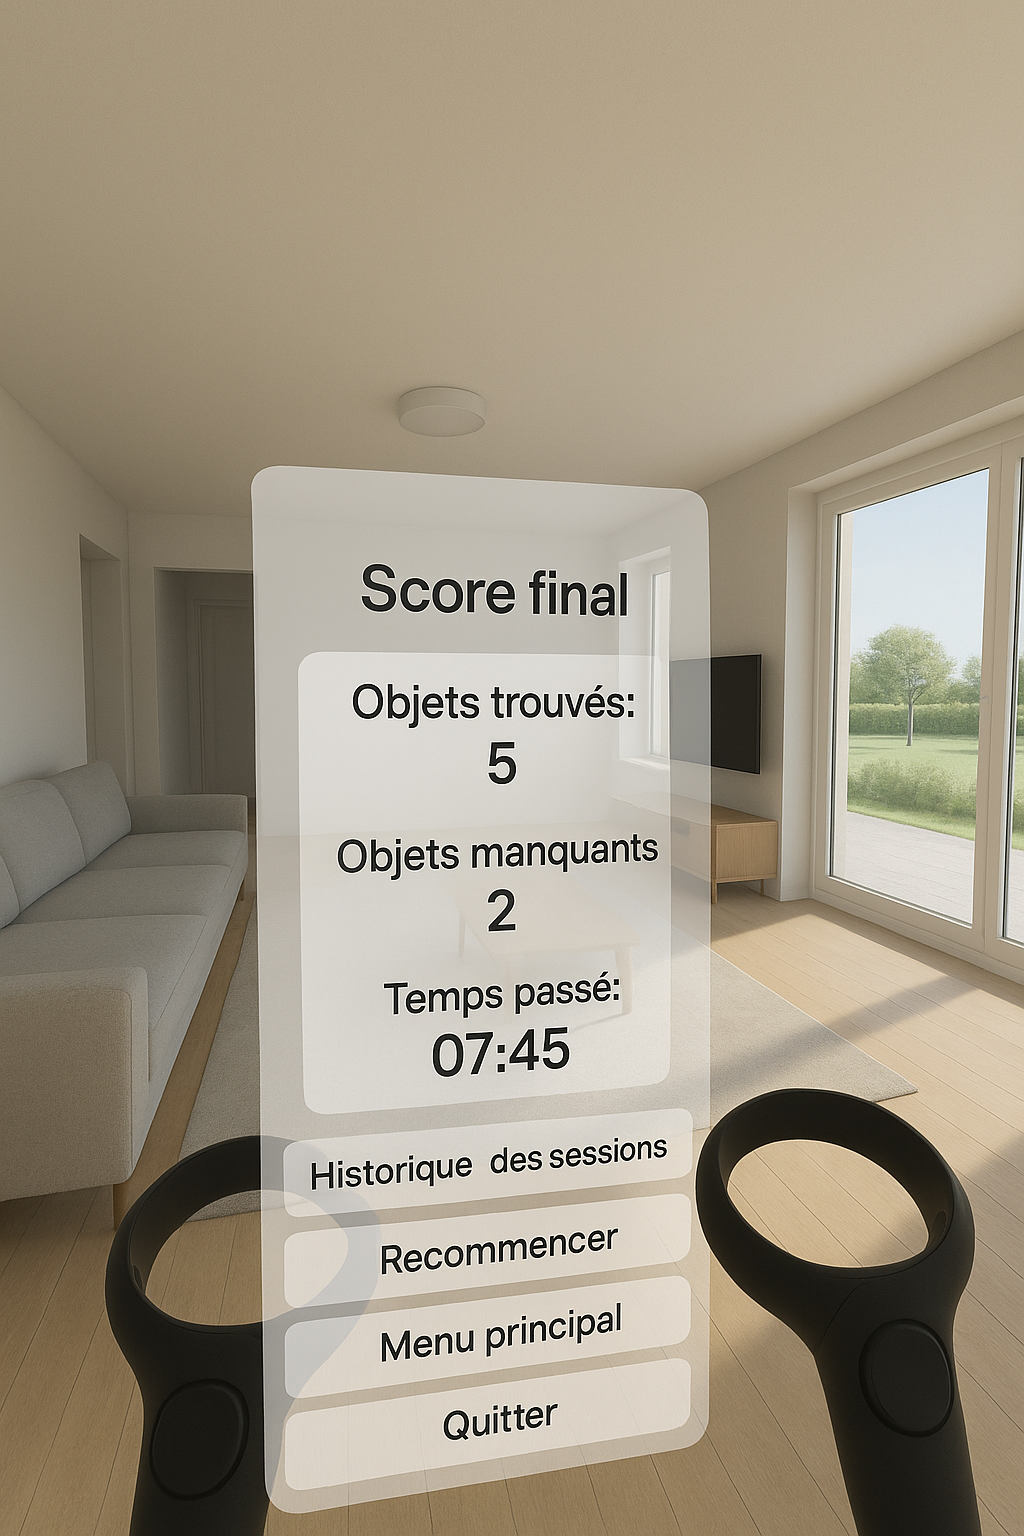 Score final
Objets trouvés:
5
Objets manquants
2
Temps passé:
07:45
Historique des sessions
Recommencer
Menu principal
Quitter